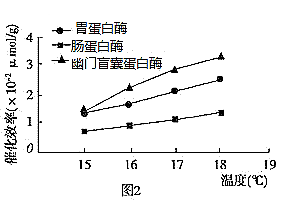 4
3
2
1
0
催化效率(×10⁻² μ mol/g)
胃蛋白酶
肠蛋白酶
幽门盲囊蛋白酶
15 16 17 18 19
温度(℃)
图2